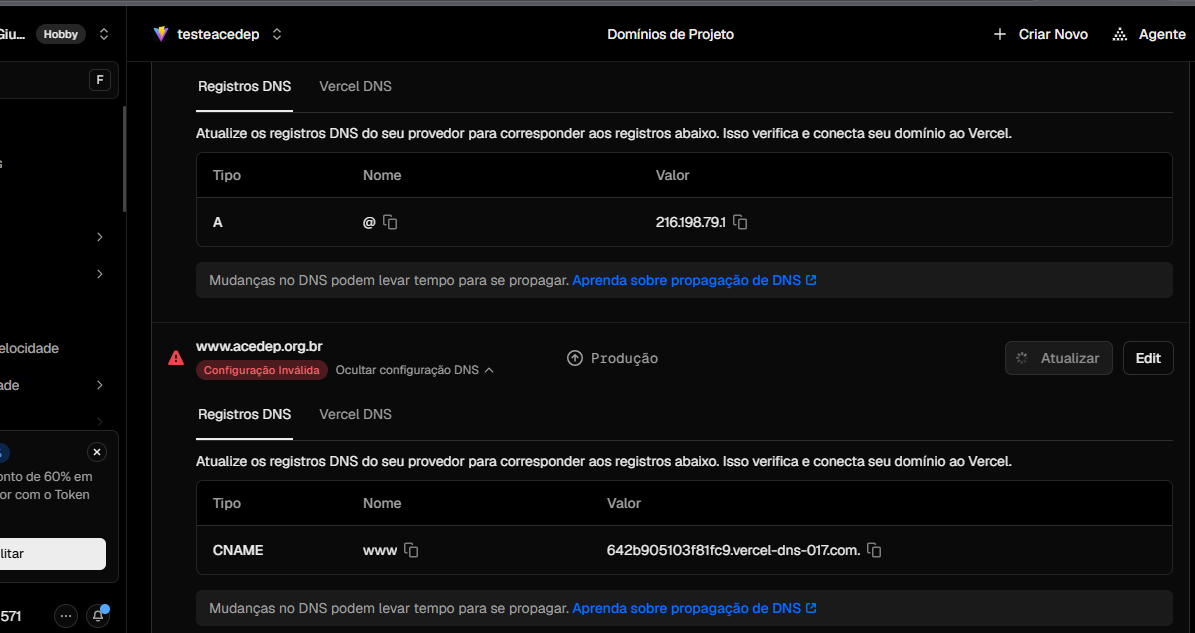 Giu... Hobby
testeacedep
Domínios de Projeto
Criar Novo
Agente
F
Registros DNS
Vercel DNS
Atualize os registros DNS do seu provedor para corresponder aos registros abaixo. Isso verifica e conecta seu domínio ao Vercel.
Tipo Nome Valor
A @ 216.198.79.1
Mudanças no DNS podem levar tempo para se propagar. Aprenda sobre propagação de DNS
www.acedep.org.br
Configuração Inválida Ocultar configuração DNS
Produção
Atualizar
Edit
Registros DNS
Vercel DNS
Atualize os registros DNS do seu provedor para corresponder aos registros abaixo. Isso verifica e conecta seu domínio ao Vercel.
Tipo Nome Valor
CNAME www 642b905103f81fc9.vercel-dns-017.com.
Mudanças no DNS podem levar tempo para se propagar. Aprenda sobre propagação de DNS
elocidade
ade
onto de 60% em
or com o Token
litar
571